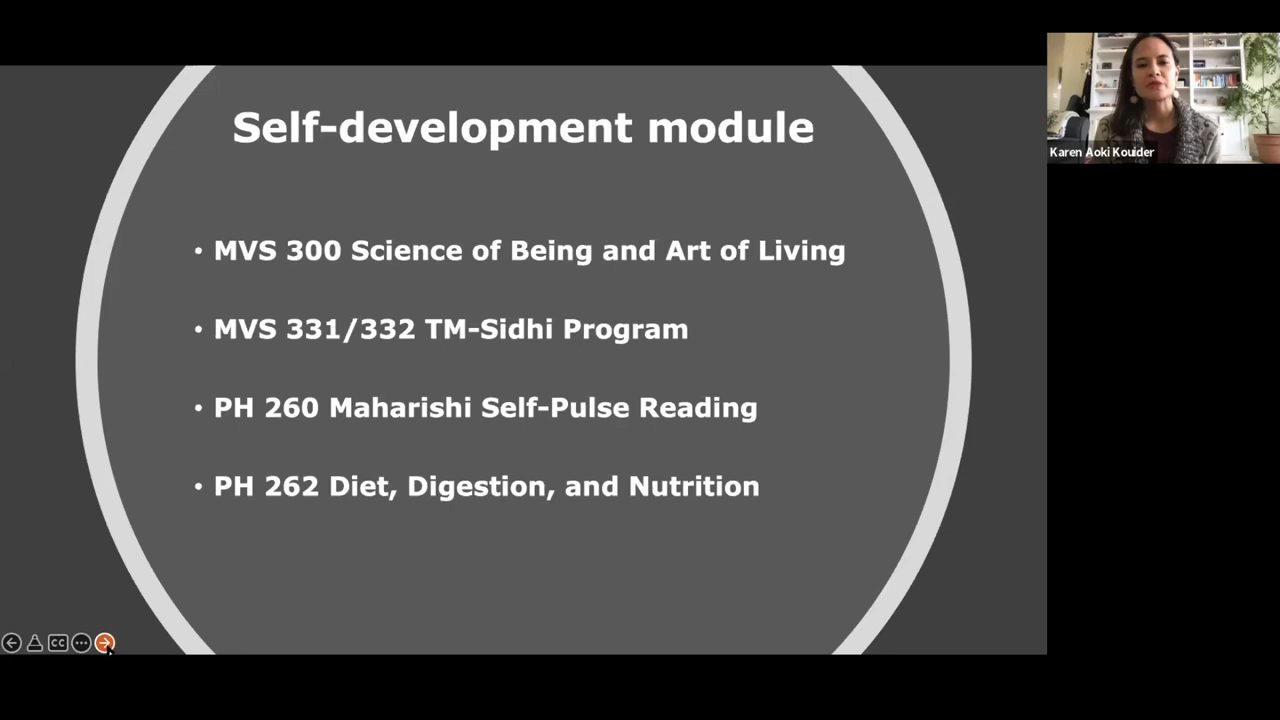 Self-development module
• MVS 300 Science of Being and Art of Living
• MVS 331/332 TM-Sidhi Program
• PH 260 Maharishi Self-Pulse Reading
• PH 262 Diet, Digestion, and Nutrition
Karen Aoki Kouider
CC